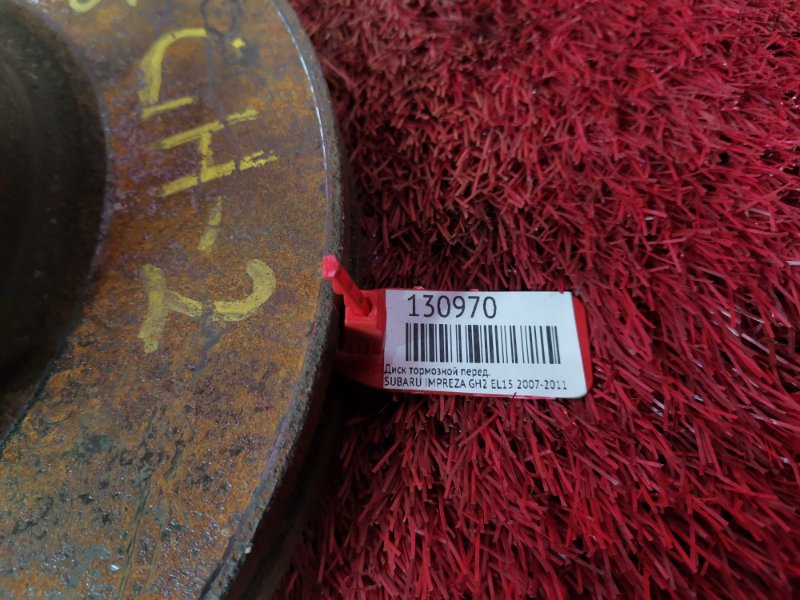 130970
Диск тормозной перед.
SUBARU IMPREZA GH2 EL15 2007-2011